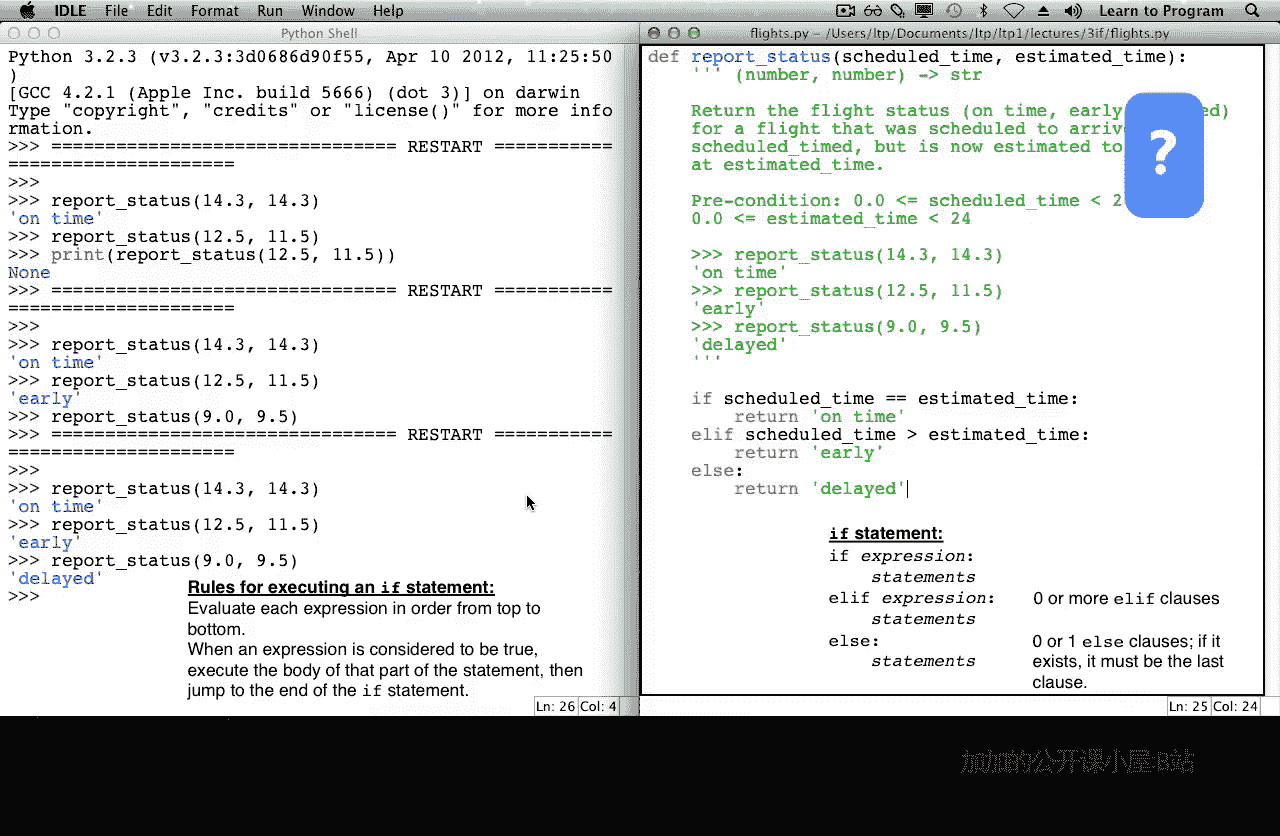 IDLE File Edit Format Run Window Help Learn to Program
Python Shell
Python 3.2.3 (v3.2.3:3d0686d90f55, Apr 10 2012, 11:25:50
)
[GCC 4.2.1 (Apple Inc. build 5666) (dot 3)] on darwin
Type "copyright", "credits" or "license()" for more info
rmation.
>>> ================================ RESTART ===========
=====================
>>>
>>> report_status(14.3, 14.3)
'on time'
>>> report_status(12.5, 11.5)
>>> print(report_status(12.5, 11.5))
None
>>> ================================ RESTART ===========
=====================
>>>
>>> report_status(14.3, 14.3)
'on time'
>>> report_status(12.5, 11.5)
'early'
>>> report_status(9.0, 9.5)
>>> ================================ RESTART ===========
=====================
>>>
>>> report_status(14.3, 14.3)
'on time'
>>> report_status(12.5, 11.5)
'early'
>>> report_status(9.0, 9.5)
'delayed'
>>>
Rules for executing an if statement:
Evaluate each expression in order from top to
bottom.
When an expression is considered to be true,
execute the body of that part of the statement, then
jump to the end of the if statement.
Ln: 26 Col: 4
flights.py – /Users/ltp/Documents/ltp/ltp1/lectures/3if/flights.py
def report_status(scheduled_time, estimated_time):
''' (number, number) -> str
Return the flight status (on time, early ed)
for a flight that was scheduled to arriv
scheduled_timed, but is now estimated to
at estimated_time.
Pre-condition: 0.0 <= scheduled_time < 2
0.0 <= estimated_time < 24
>>> report_status(14.3, 14.3)
'on time'
>>> report_status(12.5, 11.5)
'early'
>>> report_status(9.0, 9.5)
'delayed'
'''
if scheduled_time == estimated_time:
return 'on time'
elif scheduled_time > estimated_time:
return 'early'
else:
return 'delayed'
?
if statement:
if expression:
statements
elif expression: 0 or more elif clauses
statements
else: 0 or 1 else clauses; if it
statements exists, it must be the last
clause.
Ln: 25 Col: 24
加加的公开课小屋:B站